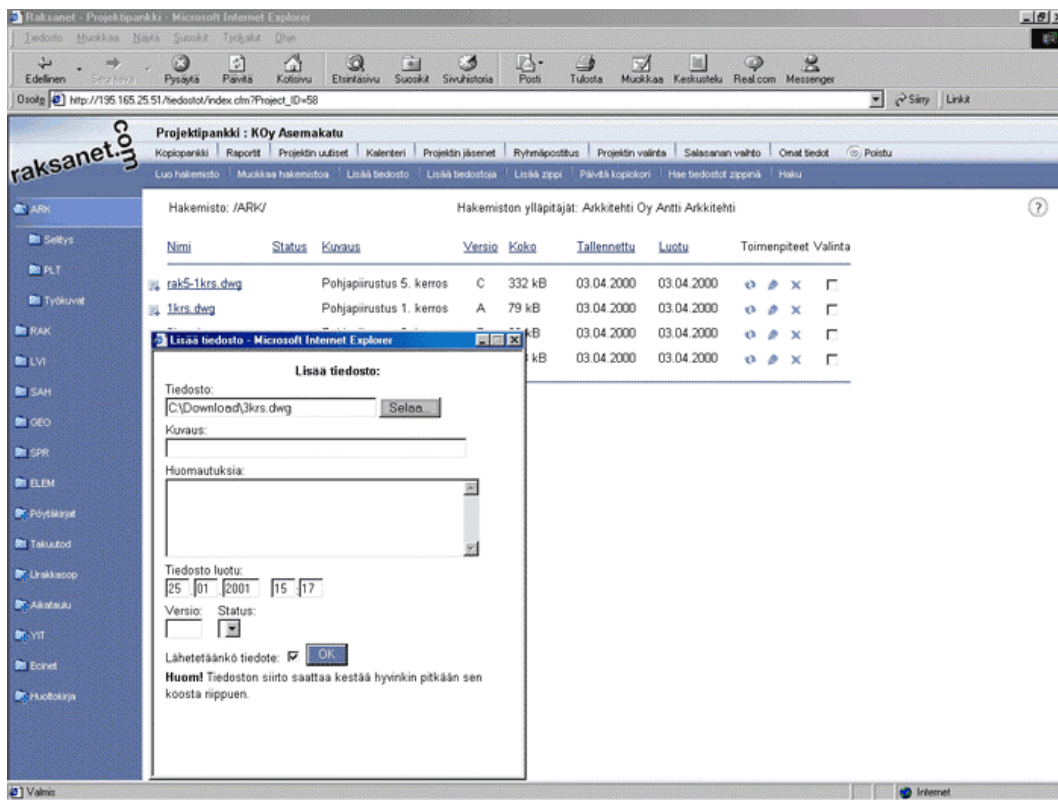 Raksanet - Projektipankki - Microsoft Internet Explorer
Tiedosto Muokkaa Näytä Suosikit Työkalut Ohje
Edellinen Seuraava Pysäytä Päivitä Kotisivu Etsintäsivu Suosikit Sivuhistoria Posti Tulosta Muokkaa Keskustelu Real.com Messenger
Osoite http://195.165.25.51/tiedostot/index.cfm?Project_ID=58 Siirry Linkit
raksanet.com
Projektipankki : KOy Asemakatu
Kopiopankki Raportit Projektin uutiset Kalenteri Projektin jäsenet Ryhmäpostitus Projektin valinta Salasanan vaihto Omat tiedot Poistu
Luo hakemisto Muokkaa hakemistoa Lisää tiedosto Lisää tiedostoja Lisää zippi Päivitä kopiokori Hae tiedostot zippinä Haku
ARK
Selitys
PLT
Työkuvat
RAK
LVI
SAH
GEO
SPR
ELEM
Pöytäkirjat
Takuutod
Urakkasop
Aikataulu
YIT
Ecinet
Huoltokirja
Hakemisto: /ARK/ Hakemiston ylläpitäjät: Arkkitehti Oy Antti Arkkitehti ?
Nimi Status Kuvaus Versio Koko Tallennettu Luotu Toimenpiteet Valinta
rak5-1krs.dwg Pohjapiirustus 5. kerros C 332 kB 03.04.2000 03.04.2000
1krs.dwg Pohjapiirustus 1. kerros A 79 kB 03.04.2000 03.04.2000
kB 03.04.2000 03.04.2000
kB 03.04.2000 03.04.2000
Lisää tiedosto - Microsoft Internet Explorer
Lisää tiedosto:
Tiedosto:
C:\Download\3krs.dwg Selaa...
Kuvaus:
Huomautuksia:
Tiedosto luotu:
25 .01 .2001 15 :17
Versio: Status:
Lähetetäänkö tiedote: OK
Huom! Tiedoston siirto saattaa kestää hyvinkin pitkään sen
koosta riippuen.
Valmis Internet